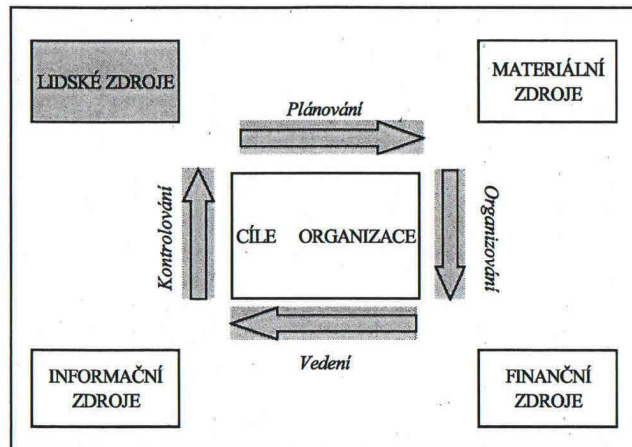 LIDSKÉ ZDROJE
MATERIÁLNÍ
ZDROJE
Plánování
Kontrolování
CÍLE ORGANIZACE
Organizování
Vedení
INFORMAČNÍ
ZDROJE
FINANČNÍ
ZDROJE